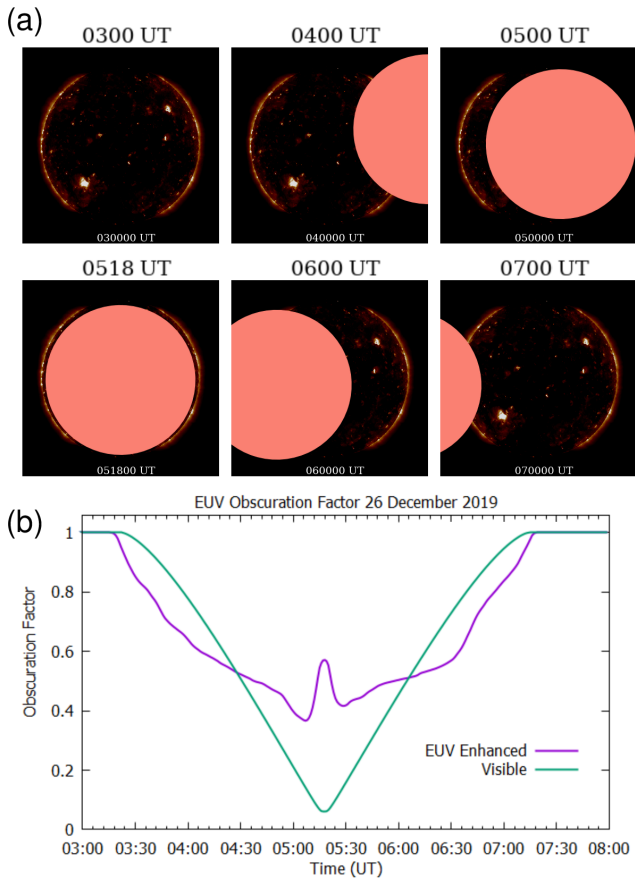 (a)
0300 UT 0400 UT 0500 UT
030000 UT 040000 UT 050000 UT
0518 UT 0600 UT 0700 UT
051800 UT 060000 UT 070000 UT
(b)
EUV Obscuration Factor 26 December 2019
1
0.8
0.6
0.4
0.2
0
Obscuration Factor
EUV Enhanced
Visible
03:00 03:30 04:00 04:30 05:00 05:30 06:00 06:30 07:00 07:30 08:00
Time (UT)